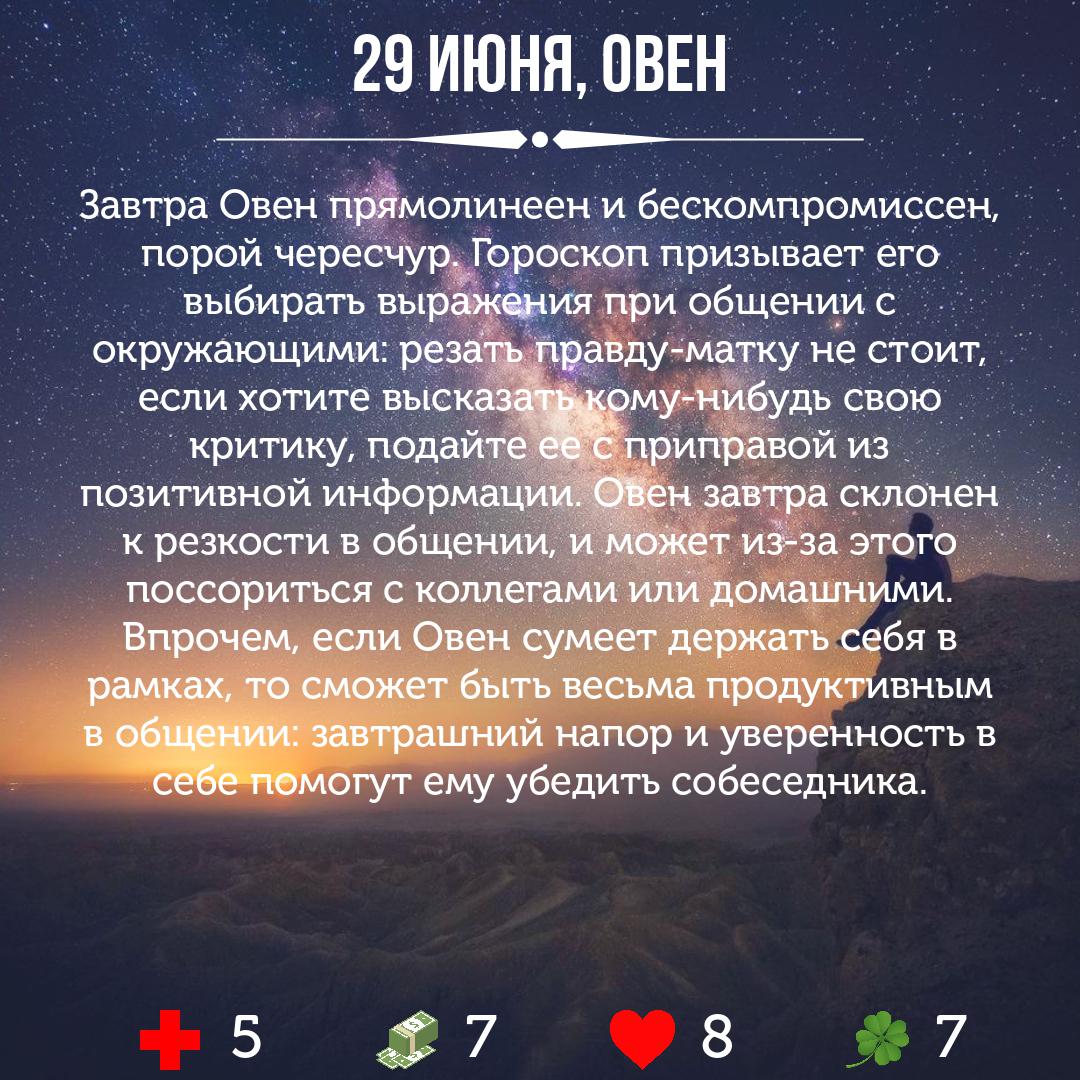 29 ИЮНЯ, ОВЕН
Завтра Овен прямолинеен и бескомпромиссен,
порой чересчур. Гороскоп призывает его
выбирать выражения при общении с
окружающими: резать правду-матку не стоит,
если хотите высказать кому-нибудь свою
критику, подайте ее с приправой из
позитивной информации. Овен завтра склонен
к резкости в общении, и может из-за этого
поссориться с коллегами или домашними.
Впрочем, если Овен сумеет держать себя в
рамках, то сможет быть весьма продуктивным
в общении: завтрашний напор и уверенность в
себе помогут ему убедить собеседника.
5 7 8 7